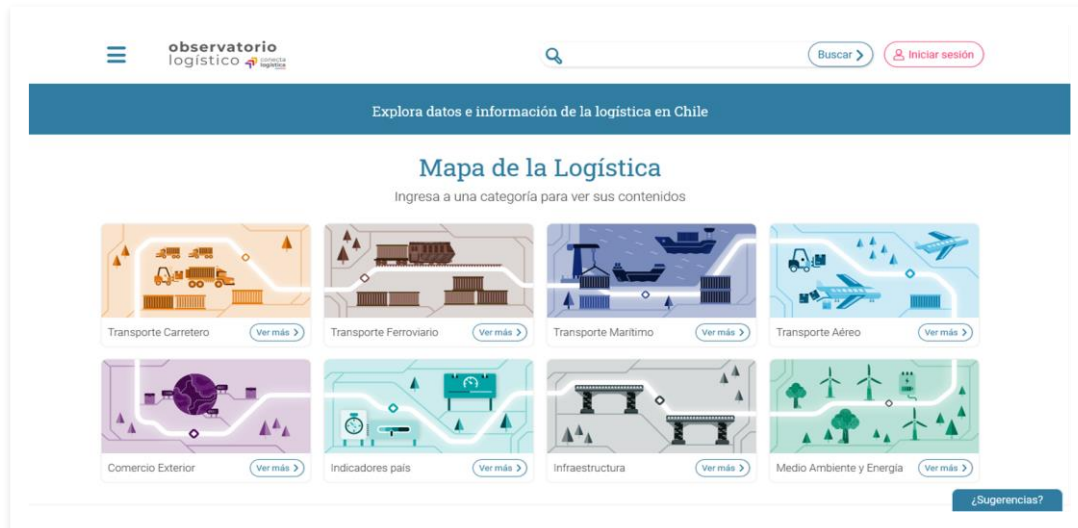 observatorio
logístico conecta
logística
Buscar
Iniciar sesión
Explora datos e información de la logística en Chile
Mapa de la Logística
Ingresa a una categoría para ver sus contenidos
Transporte Carretero Ver más
Transporte Ferroviario Ver más
Transporte Marítimo Ver más
Transporte Aéreo Ver más
Comercio Exterior Ver más
Indicadores país Ver más
Infraestructura Ver más
Medio Ambiente y Energía Ver más
¿Sugerencias?